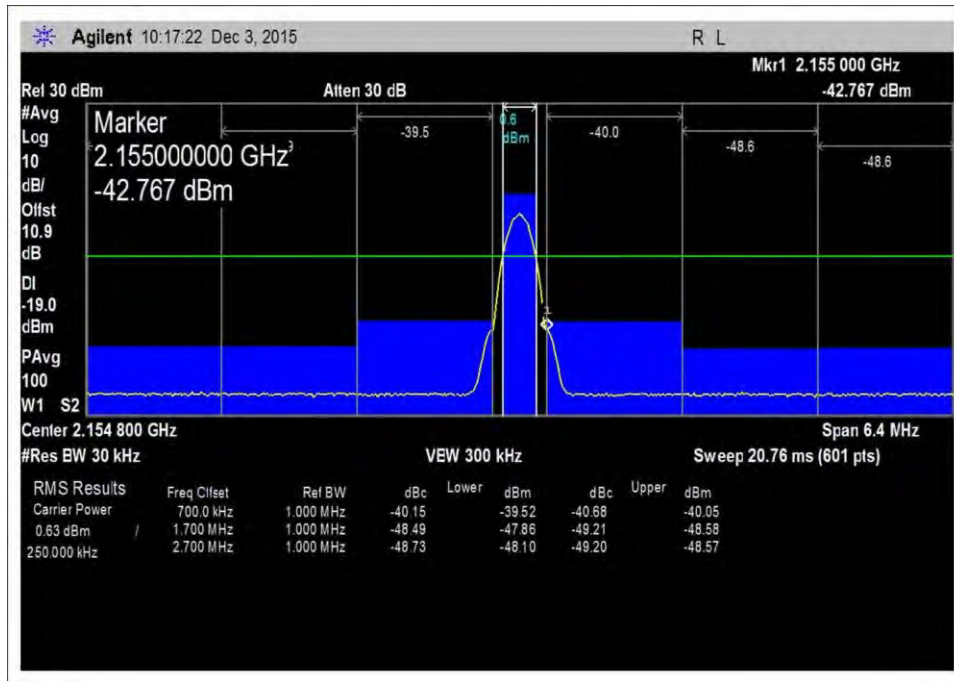 Agilent 10:17:22 Dec 3, 2015 R L
Mkr1 2.155 000 GHz
Rel 30 dBm Atten 30 dB -42.767 dBm
#Avg
Log
10
dB/
Offst
10.9
dB
DI
-19.0
dBm
PAvg
100
W1 S2
Marker
2.155000000 GHz
-42.767 dBm
-39.5 0.6 -40.0
dBm
-48.6
-48.6
1
Center 2.154 800 GHz Span 6.4 MHz
#Res BW 30 kHz VEW 300 kHz Sweep 20.76 ms (601 pts)
RMS Results Freq Clfset Ref BW dBc Lower dBm dBc Upper dBm
Carrier Power 700.0 kHz 1.000 MHz -40.15 -39.52 -40.68 -40.05
0.63 dBm / 1.700 MHz 1.000 MHz -48.49 -47.86 -49.21 -48.58
250.000 kHz 2.700 MHz 1.000 MHz -48.73 -48.10 -49.20 -48.57